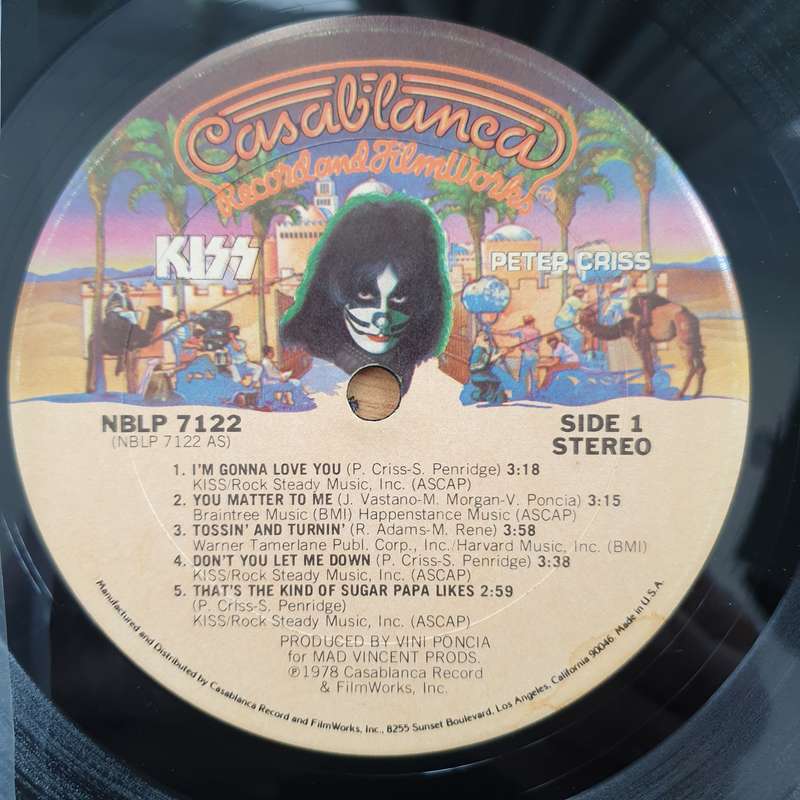 Casablanca
Record and FilmWorks
KISS
PETER CRISS
NBLP 7122
(NBLP 7122 AS)
SIDE 1
STEREO
1. I'M GONNA LOVE YOU (P. Criss-S. Penridge) 3:18
KISS/Rock Steady Music, Inc. (ASCAP)
2. YOU MATTER TO ME (J. Vastano-M. Morgan-V. Poncia) 3:15
Braintree Music (BMI) Happenstance Music (ASCAP)
3. TOSSIN' AND TURNIN' (R. Adams-M. Rene) 3:58
Warner Tamerlane Publ. Corp., Inc./Harvard Music, Inc. (BMI)
4. DON'T YOU LET ME DOWN (P. Criss-S. Penridge) 3:38
KISS/Rock Steady Music, Inc. (ASCAP)
5. THAT'S THE KIND OF SUGAR PAPA LIKES 2:59
(P. Criss-S. Penridge)
KISS/Rock Steady Music, Inc. (ASCAP)
PRODUCED BY VINI PONCIA
for MAD VINCENT PRODS.
℗1978 Casablanca Record
& FilmWorks, Inc.
Manufactured and Distributed by Casablanca Record and FilmWorks, Inc., 8255 Sunset Boulevard, Los Angeles, California 90046 Made in U.S.A.